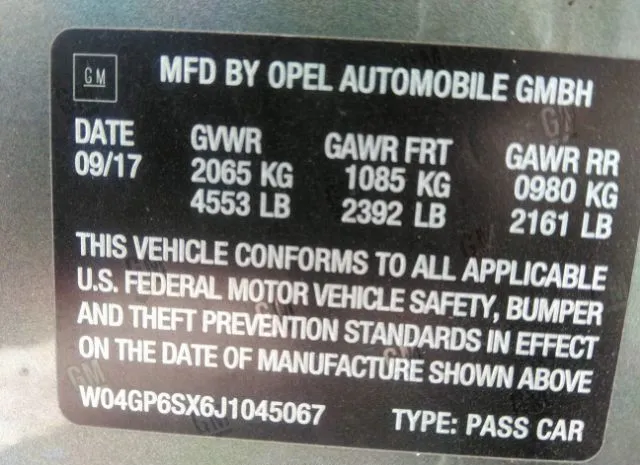 GM
MFD BY OPEL AUTOMOBILE GMBH
DATE GVWR GAWR FRT GAWR RR
09/17 2065 KG 1085 KG 0980 KG
4553 LB 2392 LB 2161 LB
THIS VEHICLE CONFORMS TO ALL APPLICABLE
U.S. FEDERAL MOTOR VEHICLE SAFETY, BUMPER
AND THEFT PREVENTION STANDARDS IN EFFECT
ON THE DATE OF MANUFACTURE SHOWN ABOVE
W04GP6SX6J1045067 TYPE: PASS CAR